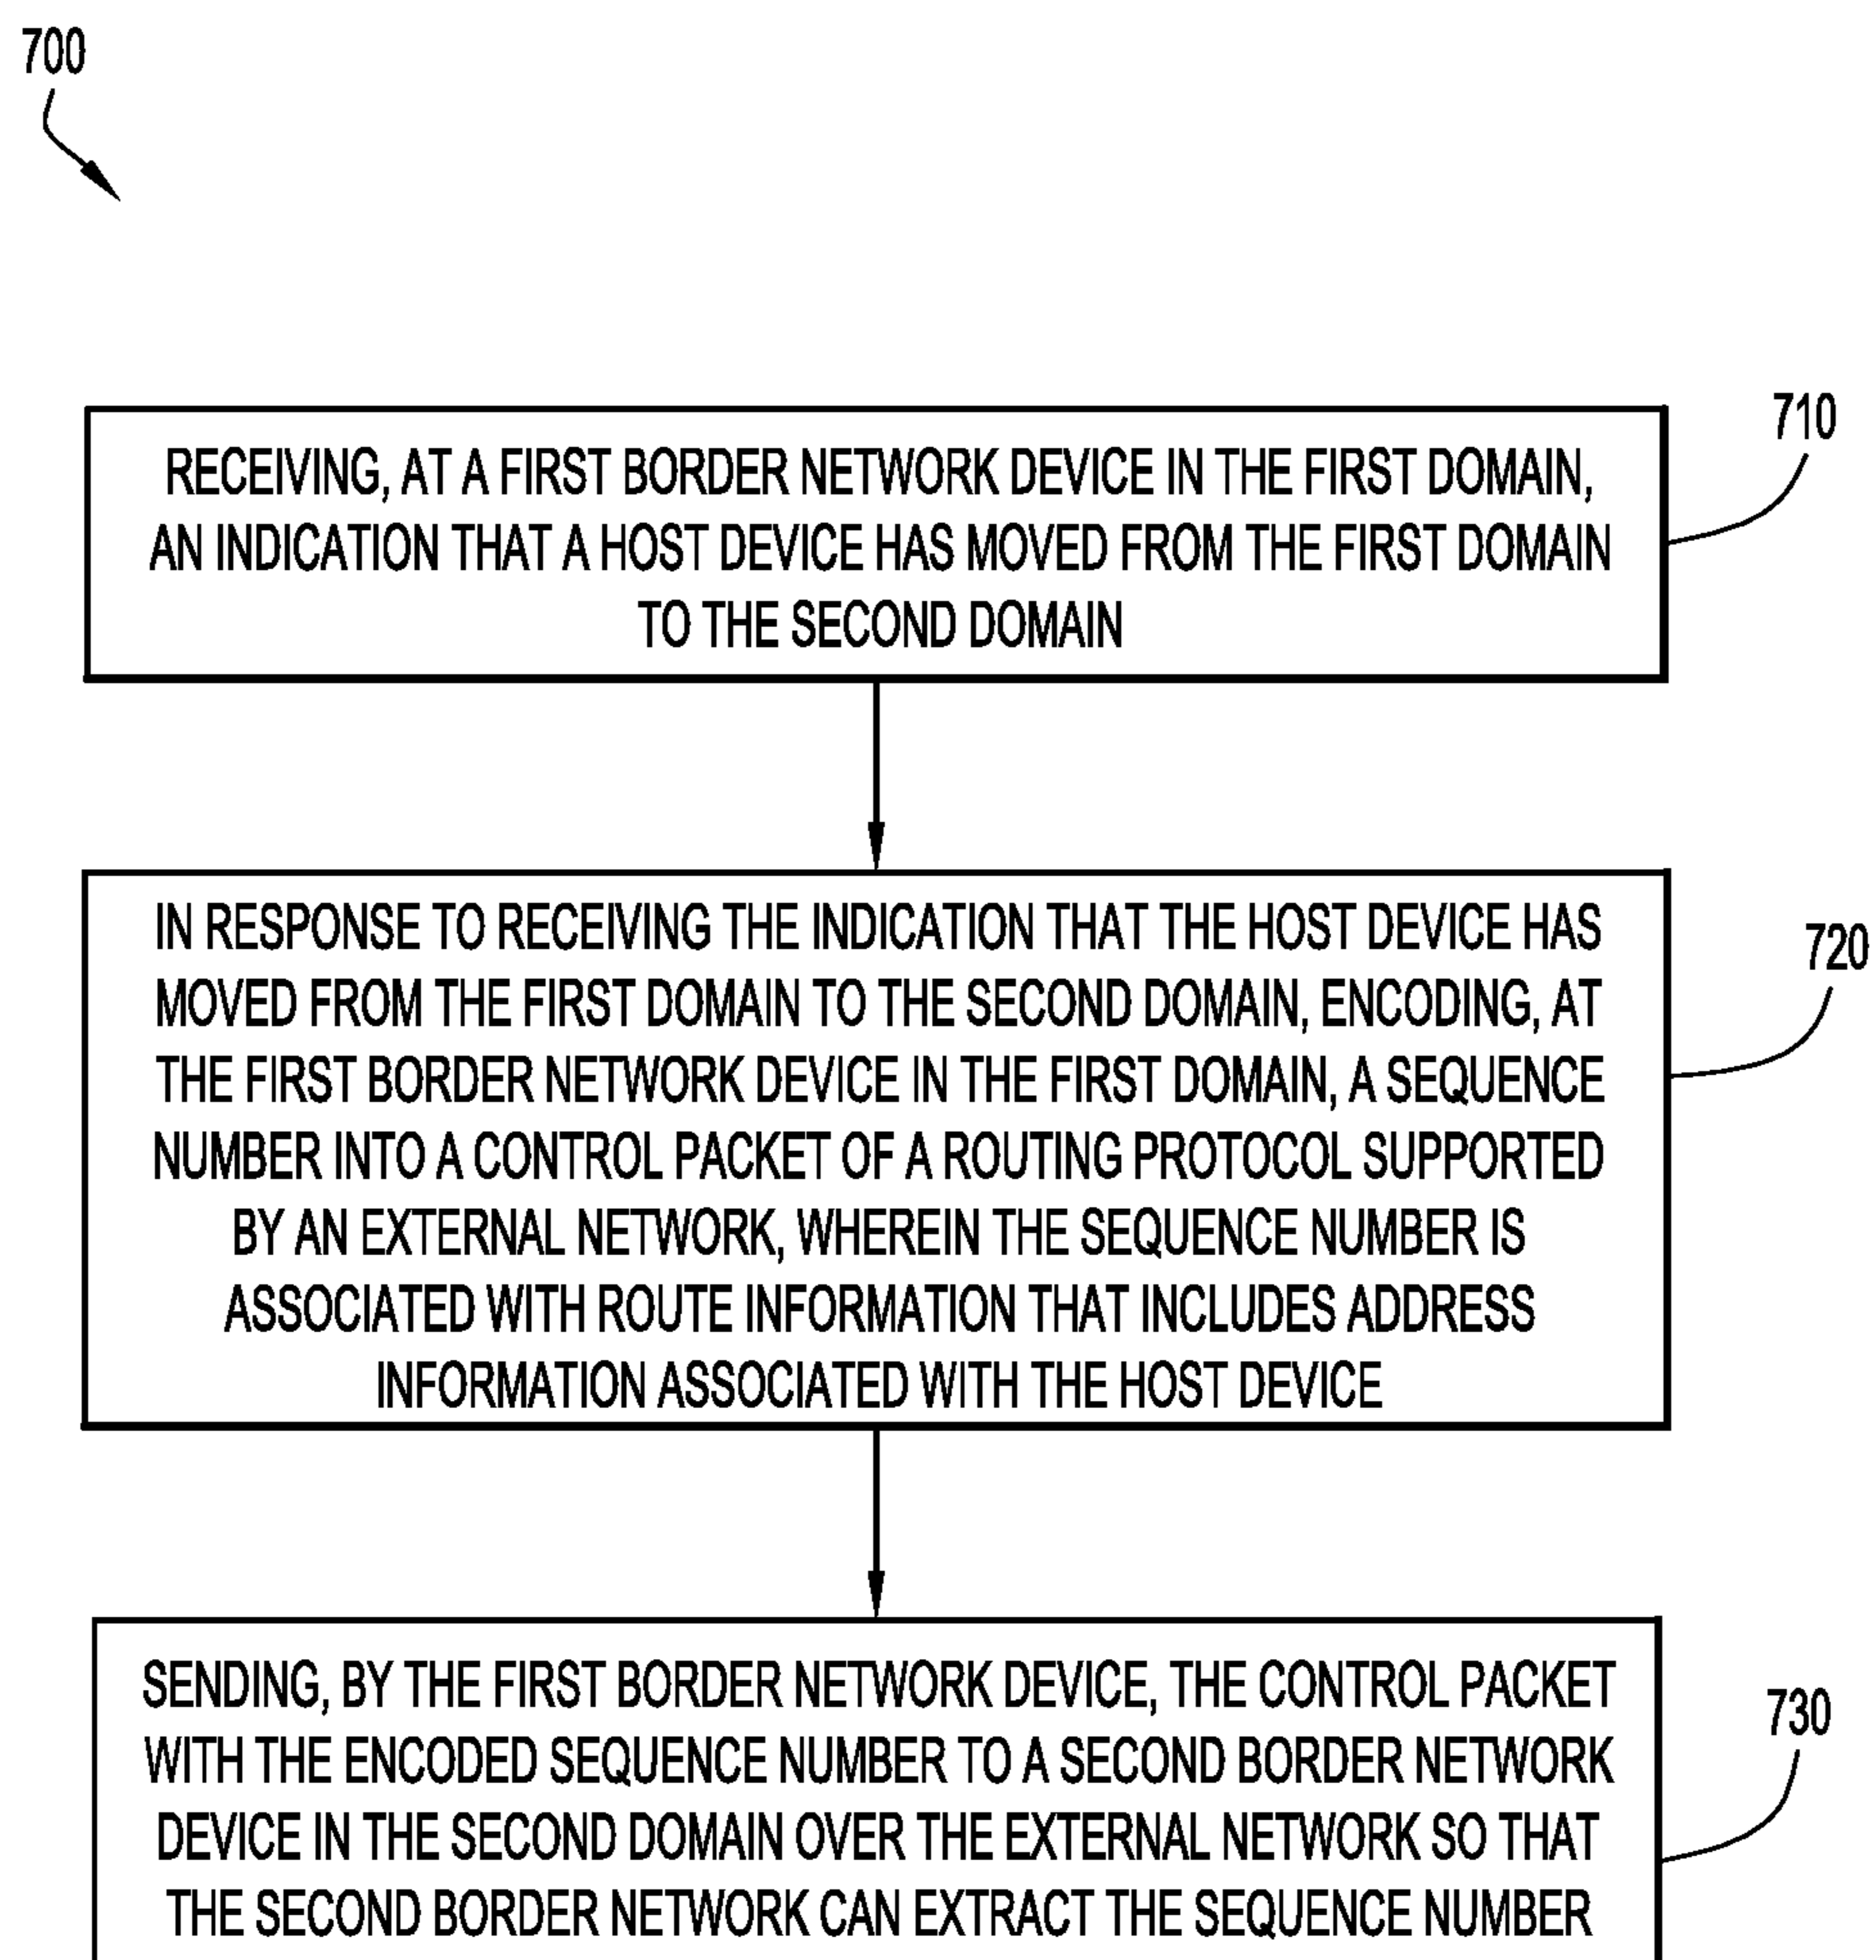 700
710
RECEIVING, AT A FIRST BORDER NETWORK DEVICE IN THE FIRST DOMAIN,
AN INDICATION THAT A HOST DEVICE HAS MOVED FROM THE FIRST DOMAIN
TO THE SECOND DOMAIN
720
IN RESPONSE TO RECEIVING THE INDICATION THAT THE HOST DEVICE HAS
MOVED FROM THE FIRST DOMAIN TO THE SECOND DOMAIN, ENCODING, AT
THE FIRST BORDER NETWORK DEVICE IN THE FIRST DOMAIN, A SEQUENCE
NUMBER INTO A CONTROL PACKET OF A ROUTING PROTOCOL SUPPORTED
BY AN EXTERNAL NETWORK, WHEREIN THE SEQUENCE NUMBER IS
ASSOCIATED WITH ROUTE INFORMATION THAT INCLUDES ADDRESS
INFORMATION ASSOCIATED WITH THE HOST DEVICE
730
SENDING, BY THE FIRST BORDER NETWORK DEVICE, THE CONTROL PACKET
WITH THE ENCODED SEQUENCE NUMBER TO A SECOND BORDER NETWORK
DEVICE IN THE SECOND DOMAIN OVER THE EXTERNAL NETWORK SO THAT
THE SECOND BORDER NETWORK CAN EXTRACT THE SEQUENCE NUMBER